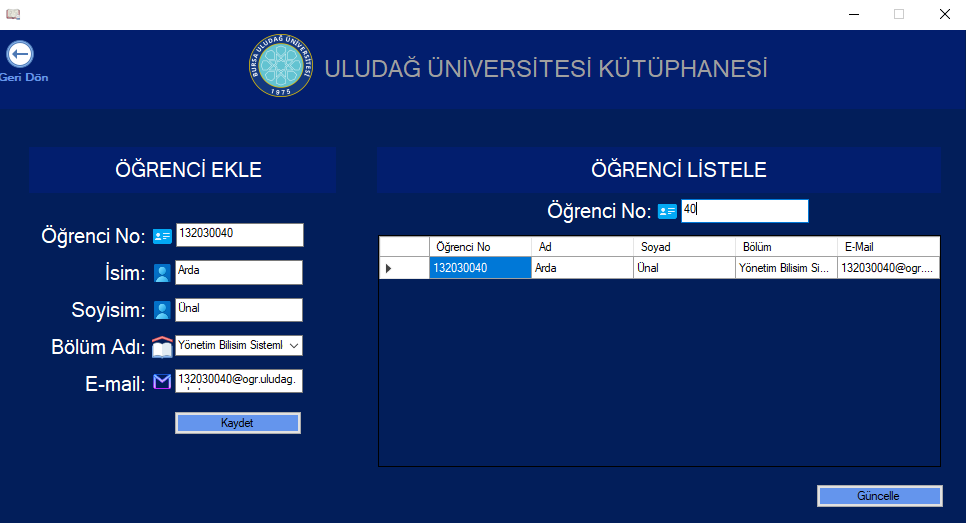 Geri Dön
BURSA ULUDAĞ ÜNİVERSİTESİ
1975
ULUDAĞ ÜNİVERSİTESİ KÜTÜPHANESİ
ÖĞRENCİ EKLE
Öğrenci No: 132030040
İsim: Arda
Soyisim: Ünal
Bölüm Adı: Yönetim Bilisim Sisteml
E-mail: 132030040@ogr.uludag.
Kaydet
ÖĞRENCİ LİSTELE
Öğrenci No: 40
Öğrenci No Ad Soyad Bölüm E-Mail
132030040 Arda Ünal Yönetim Bilisim Si... 132030040@ogr....
Güncelle